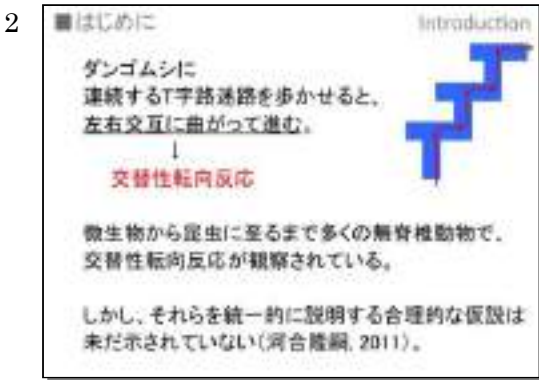 2
■はじめに
Introduction
ダンゴムシに
連続するT字路迷路を歩かせると、
左右交互に曲がって進む。
↓
交替性転向反応
微生物から昆虫に至るまで多くの無脊椎動物で、
交替性転向反応が観察されている。
しかし、それらを統一的に説明する合理的な仮説は
未だ示されていない(河合隆嗣, 2011)。